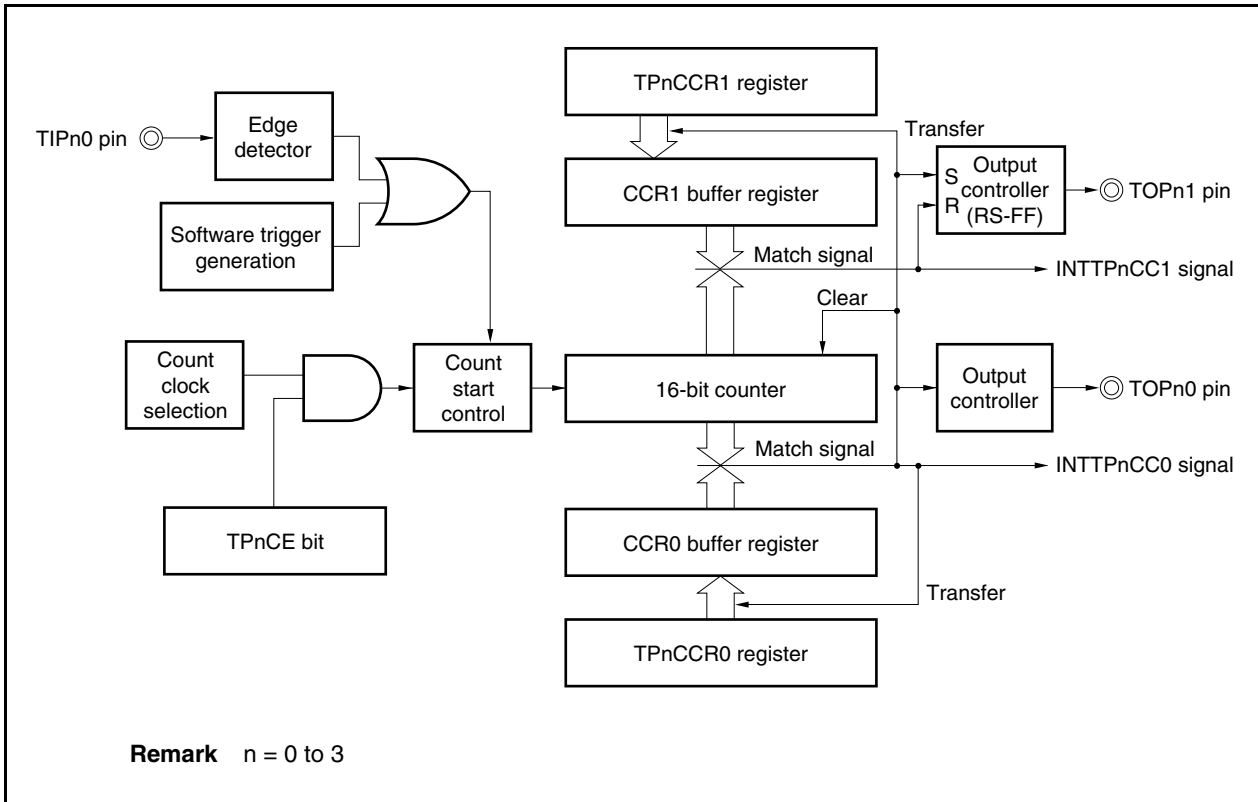 TPnCCR1 register
TIPn0 pin
Edge
detector
Transfer
CCR1 buffer register
S
R
Output
controller
(RS-FF)
TOPn1 pin
Software trigger
generation
Match signal
INTTPnCC1 signal
Clear
Count
clock
selection
Count
start
control
16-bit counter
Output
controller
TOPn0 pin
Match signal
INTTPnCC0 signal
TPnCE bit
CCR0 buffer register
Transfer
TPnCCR0 register
Remark n = 0 to 3